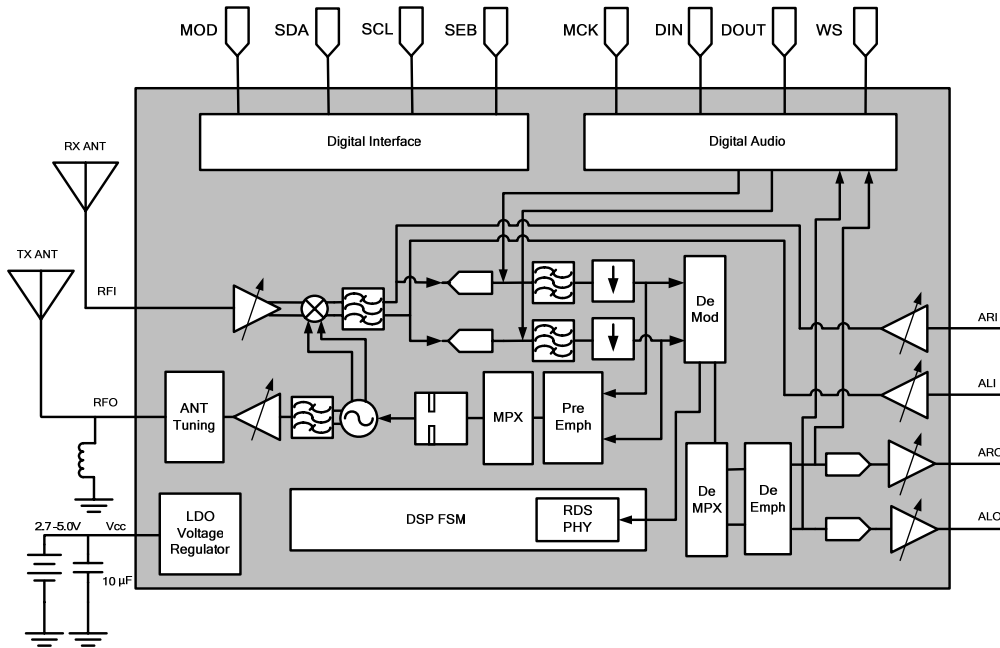 MOD
SDA
SCL
SEB
MCK
DIN
DOUT
WS
Digital Interface
Digital Audio
RX ANT
TX ANT
RFI
De
Mod
ARI
ALI
RFO
ANT
Tuning
MPX
Pre
Emph
ARO
De
MPX
De
Emph
ALO
DSP FSM
RDS
PHY
2.7-5.0V
Vcc
LDO
Voltage
Regulator
10 µF